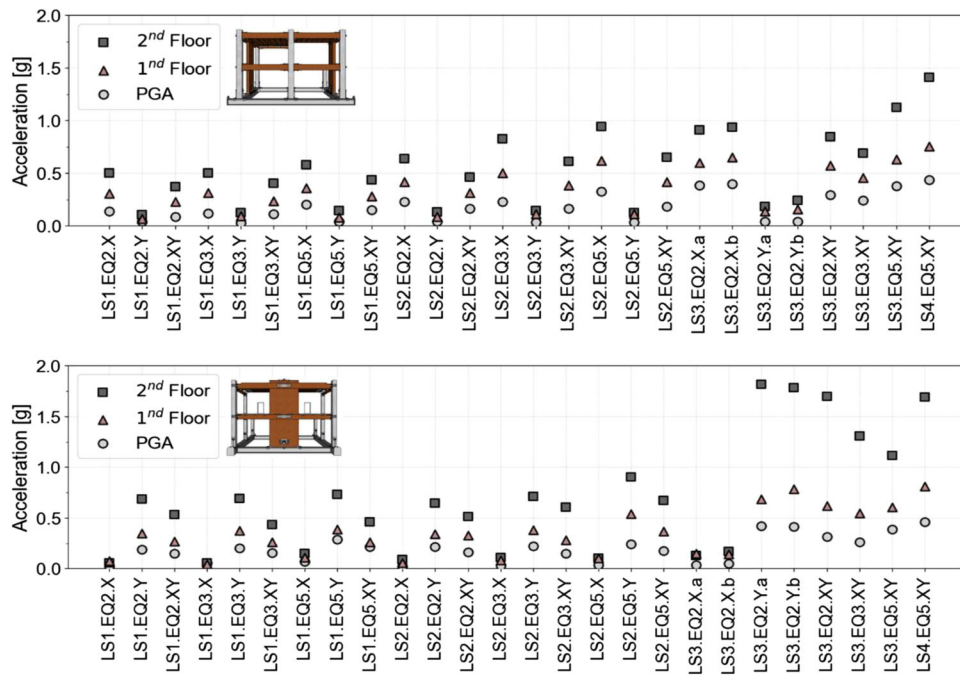 2.0
1.5
1.0
0.5
0.0
Acceleration [g]
2nd Floor
1nd Floor
PGA
LS1.EQ2.X
LS1.EQ2.Y
LS1.EQ2.XY
LS1.EQ3.X
LS1.EQ3.Y
LS1.EQ3.XY
LS1.EQ5.X
LS1.EQ5.Y
LS1.EQ5.XY
LS2.EQ2.X
LS2.EQ2.Y
LS2.EQ2.XY
LS2.EQ3.X
LS2.EQ3.Y
LS2.EQ3.XY
LS2.EQ5.X
LS2.EQ5.Y
LS2.EQ5.XY
LS3.EQ2.X.a
LS3.EQ2.X.b
LS3.EQ2.Y.a
LS3.EQ2.Y.b
LS3.EQ2.XY
LS3.EQ3.XY
LS3.EQ5.XY
LS4.EQ5.XY
2.0
1.5
1.0
0.5
0.0
Acceleration [g]
2nd Floor
1nd Floor
PGA
LS1.EQ2.X
LS1.EQ2.Y
LS1.EQ2.XY
LS1.EQ3.X
LS1.EQ3.Y
LS1.EQ3.XY
LS1.EQ5.X
LS1.EQ5.Y
LS1.EQ5.XY
LS2.EQ2.X
LS2.EQ2.Y
LS2.EQ2.XY
LS2.EQ3.X
LS2.EQ3.Y
LS2.EQ3.XY
LS2.EQ5.X
LS2.EQ5.Y
LS2.EQ5.XY
LS3.EQ2.X.a
LS3.EQ2.X.b
LS3.EQ2.Y.a
LS3.EQ2.Y.b
LS3.EQ2.XY
LS3.EQ3.XY
LS3.EQ5.XY
LS4.EQ5.XY